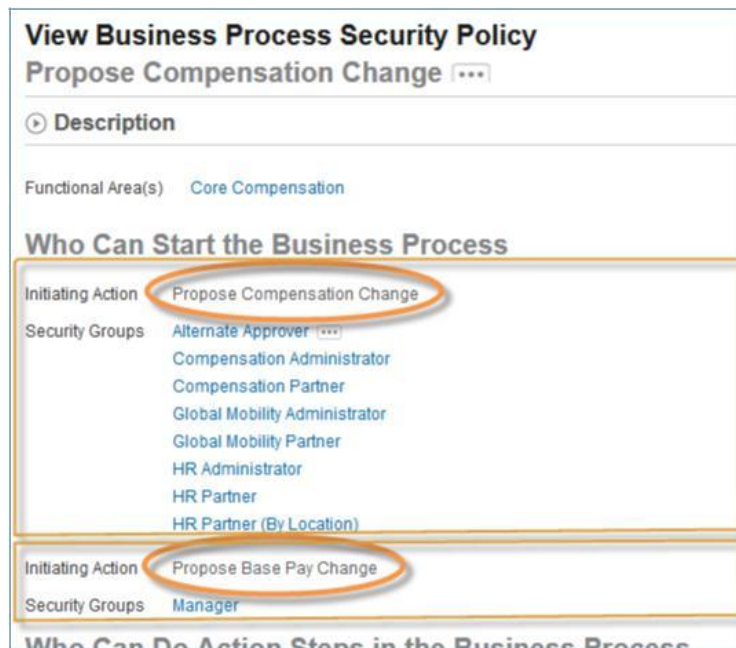 View Business Process Security Policy
Propose Compensation Change
Description
Functional Area(s) Core Compensation
Who Can Start the Business Process
Initiating Action Propose Compensation Change
Security Groups Alternate Approver
Compensation Administrator
Compensation Partner
Global Mobility Administrator
Global Mobility Partner
HR Administrator
HR Partner
HR Partner (By Location)
Initiating Action Propose Base Pay Change
Security Groups Manager
Who Can Do Action Steps in the Business Process